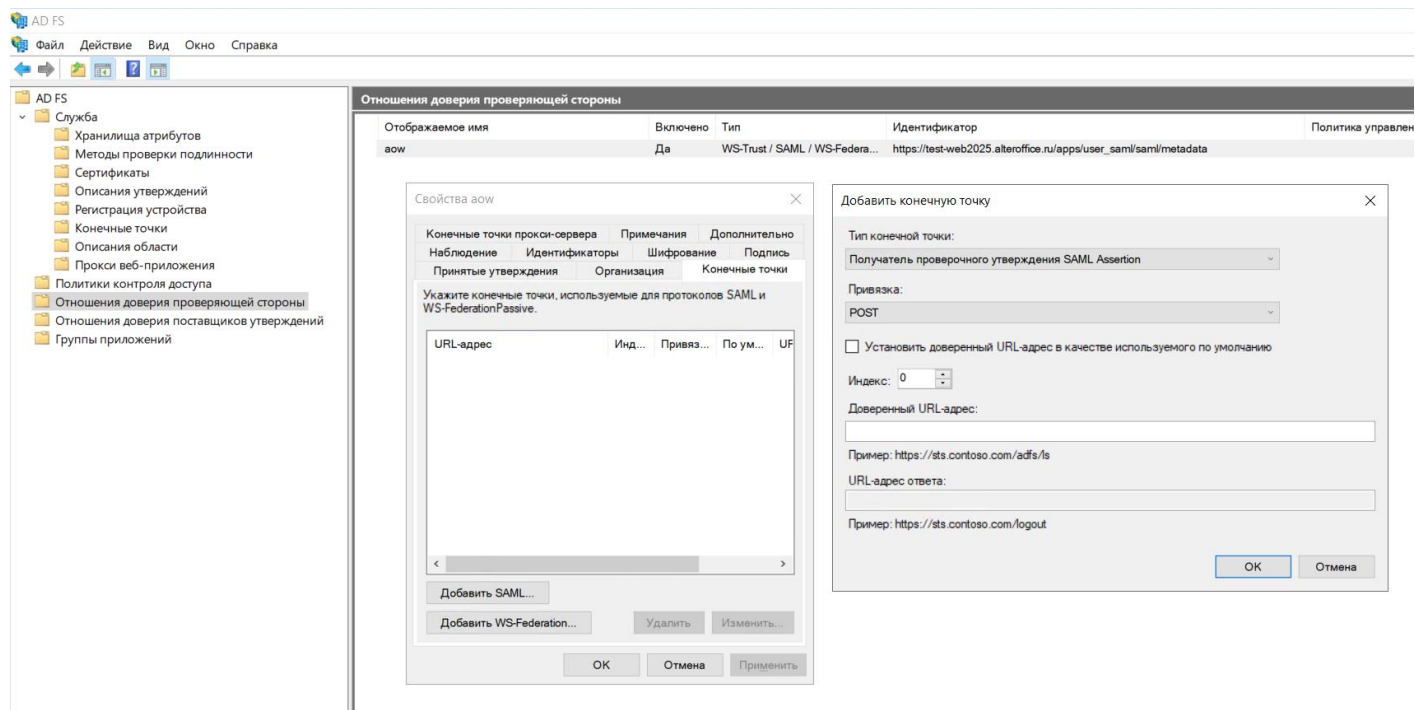 AD FS
Файл Действие Вид Окно Справка
AD FS
Служба
Хранилища атрибутов
Методы проверки подлинности
Сертификаты
Описания утверждений
Регистрация устройства
Конечные точки
Описания области
Прокси веб-приложения
Политики контроля доступа
Отношения доверия проверяющей стороны
Отношения доверия поставщиков утверждений
Группы приложений
Отношения доверия проверяющей стороны
Отображаемое имя Включено Тип Идентификатор Политика управлен
aow Да WS-Trust / SAML / WS-Federa... https://test-web2025.alteroffice.ru/apps/user_saml/saml/metadata
Свойства aow
Конечные точки прокси-сервера Примечания Дополнительно
Наблюдение Идентификаторы Шифрование Подпись
Принятые утверждения Организация Конечные точки
Укажите конечные точки, используемые для протоколов SAML и
WS-FederationPassive.
URL-адрес Инд... Привяз... По ум... UF
Добавить SAML...
Добавить WS-Federation... Удалить Изменить...
ОК Отмена Применить
Добавить конечную точку
Тип конечной точки:
Получатель проверочного утверждения SAML Assertion
Привязка:
POST
Установить доверенный URL-адрес в качестве используемого по умолчанию
Индекс: 0
Доверенный URL-адрес:
Пример: https://sts.contoso.com/adfs/ls
URL-адрес ответа:
Пример: https://sts.contoso.com/logout
ОК Отмена